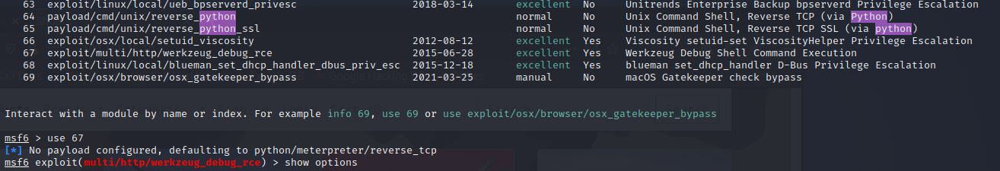 63 exploit/linux/local/ueb_bpserverd_privesc 2018-03-14 excellent No Unitrends Enterprise Backup bpserverd Privilege Escalation
64 payload/cmd/unix/reverse_python normal No Unix Command Shell, Reverse TCP (via Python)
65 payload/cmd/unix/reverse_python_ssl normal No Unix Command Shell, Reverse TCP SSL (via python)
66 exploit/osx/local/setuid_viscosity 2012-08-12 excellent Yes Viscosity setuid-set ViscosityHelper Privilege Escalation
67 exploit/multi/http/werkzeug_debug_rce 2015-06-28 excellent Yes Werkzeug Debug Shell Command Execution
68 exploit/linux/local/blueman_set_dhcp_handler_dbus_priv_esc 2015-12-18 excellent Yes blueman set_dhcp_handler D-Bus Privilege Escalation
69 exploit/osx/browser/osx_gatekeeper_bypass 2021-03-25 manual No macOS Gatekeeper check bypass
Interact with a module by name or index. For example info 69, use 69 or use exploit/osx/browser/osx_gatekeeper_bypass
msf6 > use 67
[*] No payload configured, defaulting to python/meterpreter/reverse_tcp
msf6 exploit(multi/http/werkzeug_debug_rce) > show options